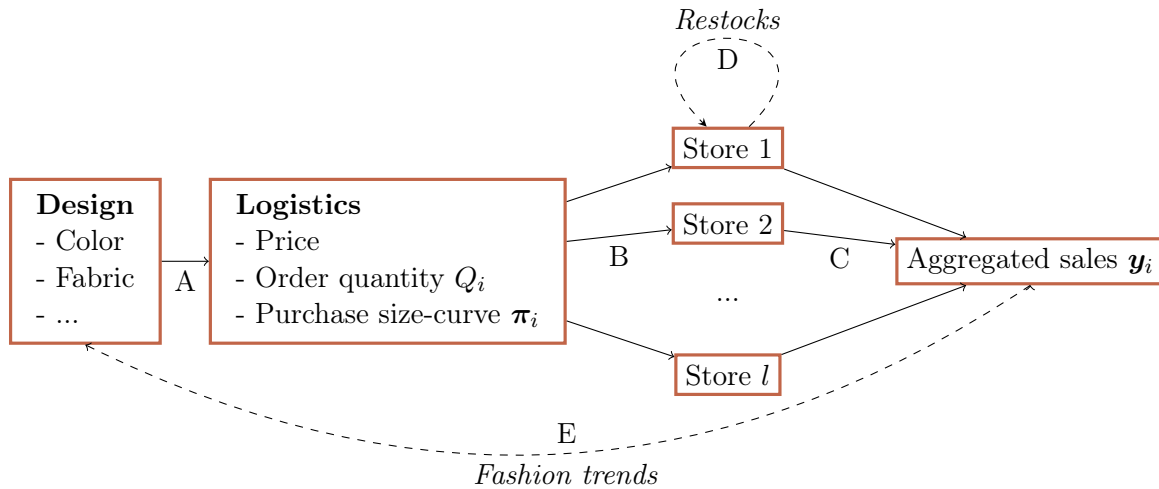 Restocks
D
Store 1
Design
- Color
- Fabric
- ...
A
Logistics
- Price
- Order quantity Q_i
- Purchase size-curve π_i
B
Store 2
C
...
Store l
Aggregated sales y_i
E
Fashion trends